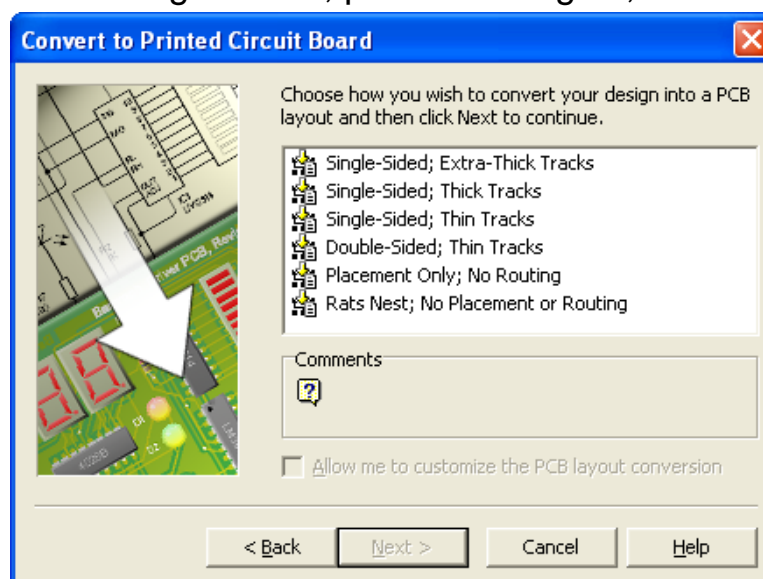 Convert to Printed Circuit Board
Choose how you wish to convert your design into a PCB
layout and then click Next to continue.
Single-Sided; Extra-Thick Tracks
Single-Sided; Thick Tracks
Single-Sided; Thin Tracks
Double-Sided; Thin Tracks
Placement Only; No Routing
Rats Nest; No Placement or Routing
Comments
Allow me to customize the PCB layout conversion
< Back
Next >
Cancel
Help